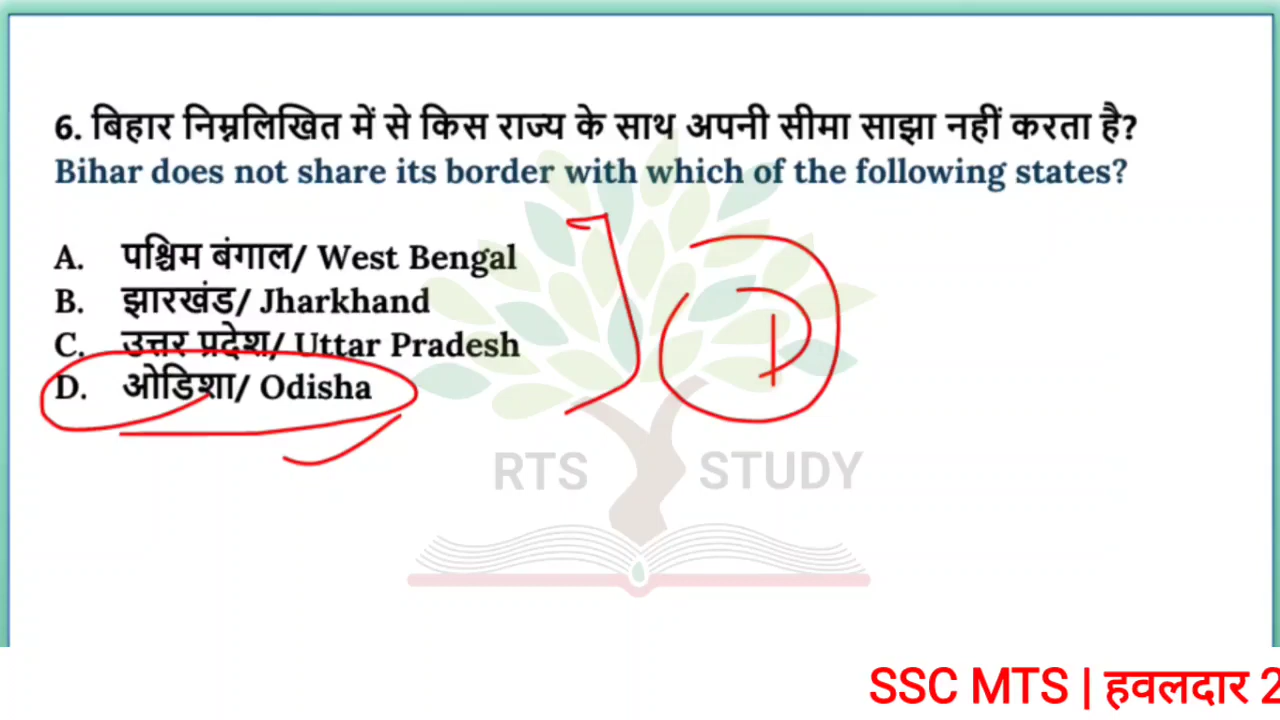 6. बिहार निम्नलिखित में से किस राज्य के साथ अपनी सीमा साझा नहीं करता है?
Bihar does not share its border with which of the following states?
A. पश्चिम बंगाल/ West Bengal
B. झारखंड/ Jharkhand
C. उत्तर प्रदेश/ Uttar Pradesh
D. ओडिशा/ Odisha
D
RTS STUDY
SSC MTS | हवलदार 2